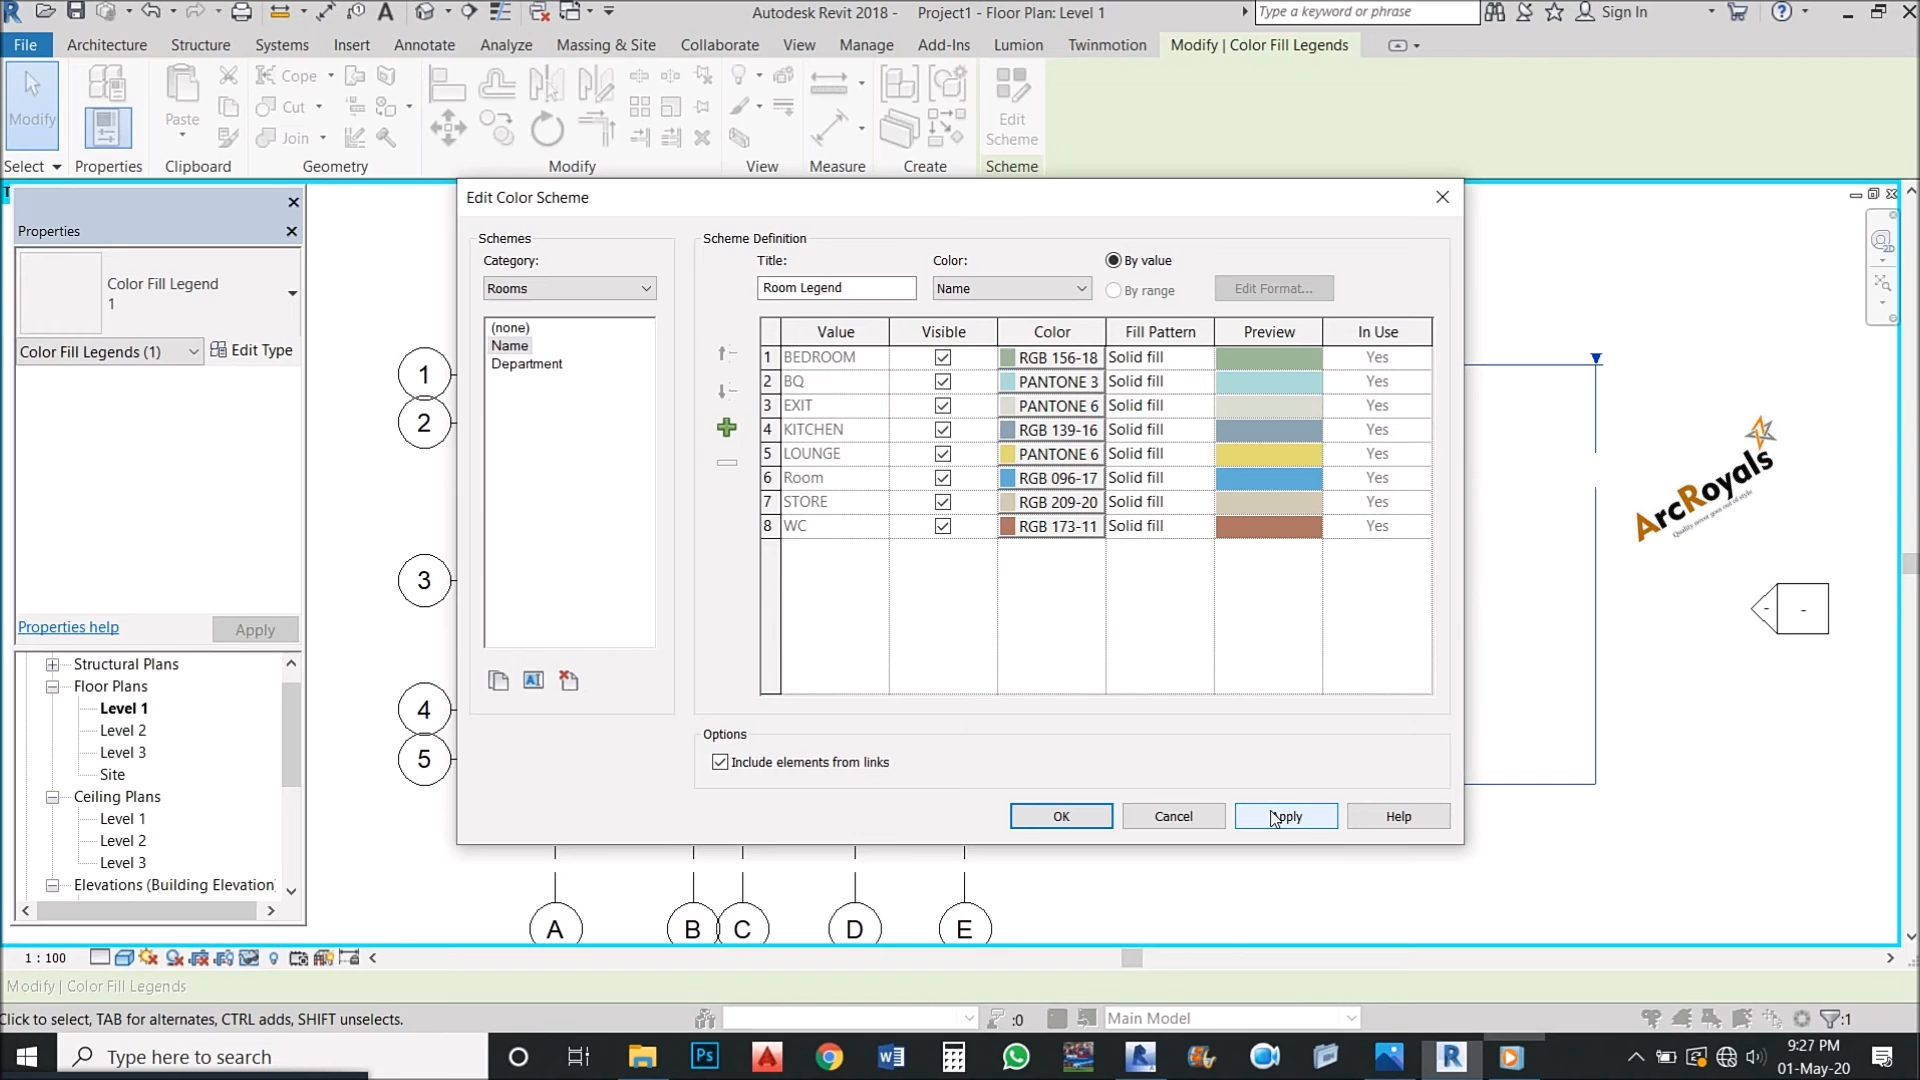 Autodesk Revit 2018 - Project1 - Floor Plan: Level 1
Type a keyword or phrase
Sign In
File Architecture Structure Systems Insert Annotate Analyze Massing & Site Collaborate View Manage Add-Ins Lumion Twinmotion Modify | Color Fill Legends
Modify
Paste
Cope
Cut
Join
Edit
Scheme
Select Properties Clipboard Geometry Modify View Measure Create Scheme
Properties
Color Fill Legend
1
Color Fill Legends (1)
Edit Type
Properties help
Apply
Structural Plans
Floor Plans
Level 1
Level 2
Level 3
Site
Ceiling Plans
Level 1
Level 2
Level 3
Elevations (Building Elevation)
1
2
3
4
5
Edit Color Scheme
Schemes
Category:
Rooms
(none)
Name
Department
Scheme Definition
Title:
Room Legend
Color:
Name
By value
By range
Edit Format...
Value Visible Color Fill Pattern Preview In Use
1 BEDROOM RGB 156-18 Solid fill Yes
2 BQ PANTONE 3 Solid fill Yes
3 EXIT PANTONE 6 Solid fill Yes
4 KITCHEN RGB 139-16 Solid fill Yes
5 LOUNGE PANTONE 6 Solid fill Yes
6 Room RGB 096-17 Solid fill Yes
7 STORE RGB 209-20 Solid fill Yes
8 WC RGB 173-11 Solid fill Yes
Options
Include elements from links
OK Cancel Apply Help
ArcRoyals
Quality never goes out of style
A B C D E
1 : 100
Modify | Color Fill Legends
Click to select, TAB for alternates, CTRL adds, SHIFT unselects.
:0
Main Model
:1
Type here to search
9:27 PM
01-May-20